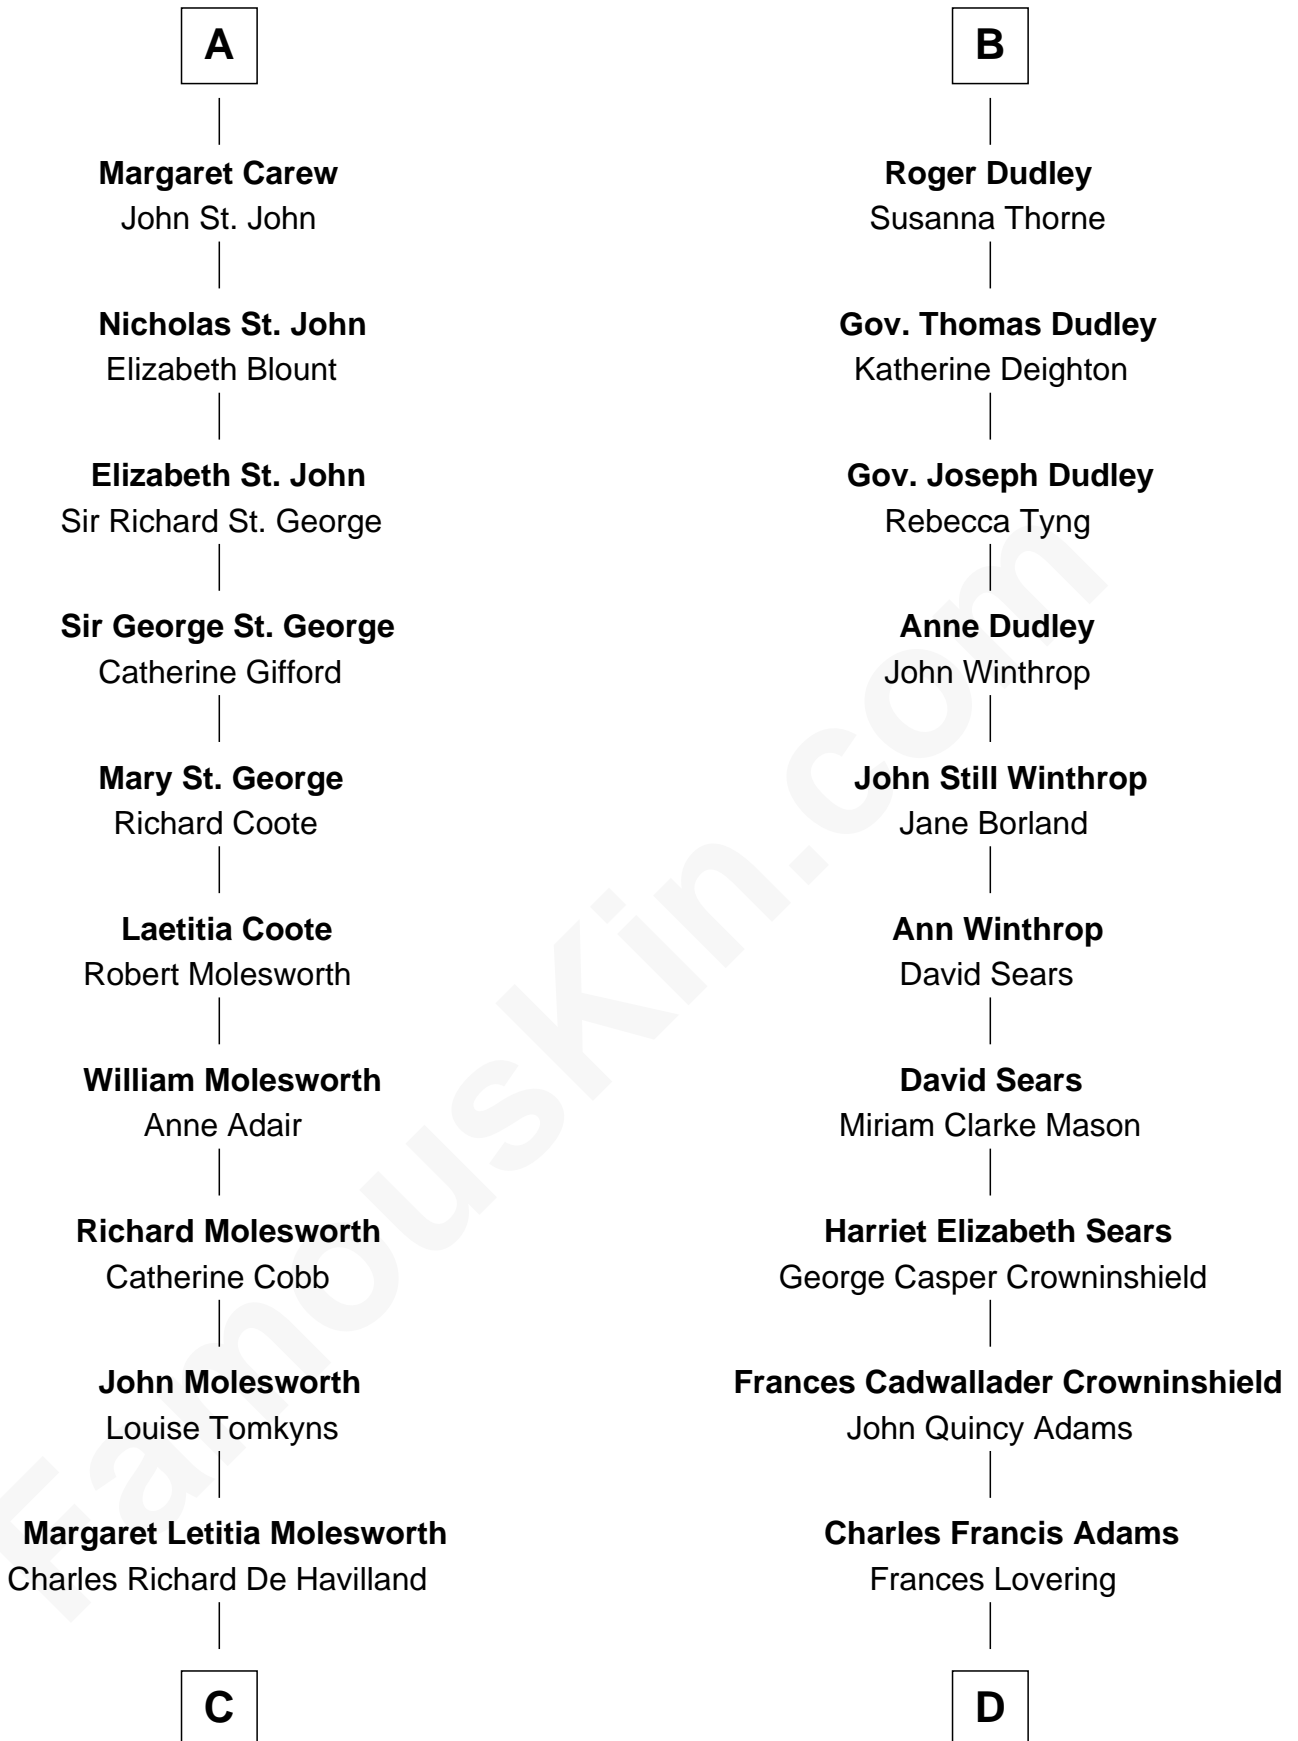 A
Margaret Carew
John St. John
Nicholas St. John
Elizabeth Blount
Elizabeth St. John
Sir Richard St. George
Sir George St. George
Catherine Gifford
Mary St. George
Richard Coote
Laetitia Coote
Robert Molesworth
William Molesworth
Anne Adair
Richard Molesworth
Catherine Cobb
John Molesworth
Louise Tomkyns
Margaret Letitia Molesworth
Charles Richard De Havilland
C
B
Roger Dudley
Susanna Thorne
Gov. Thomas Dudley
Katherine Deighton
Gov. Joseph Dudley
Rebecca Tyng
Anne Dudley
John Winthrop
John Still Winthrop
Jane Borland
Ann Winthrop
David Sears
David Sears
Miriam Clarke Mason
Harriet Elizabeth Sears
George Casper Crowninshield
Frances Cadwallader Crowninshield
John Quincy Adams
Charles Francis Adams
Frances Lovering
D
FamousKin.com